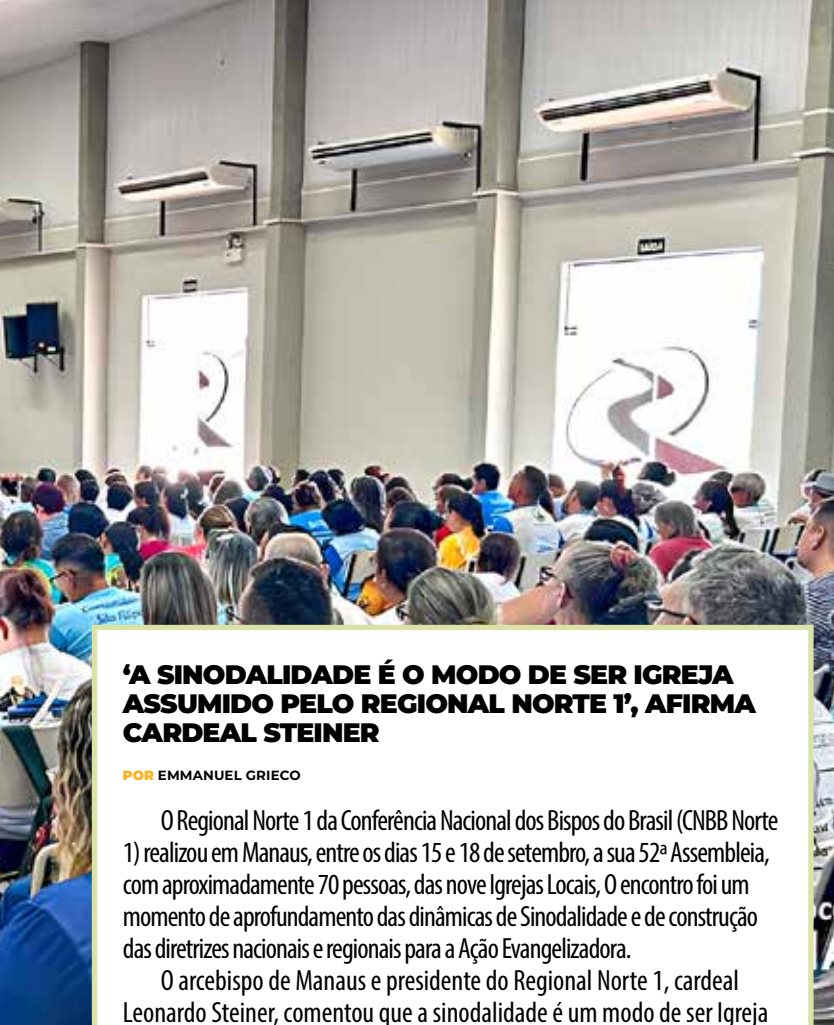 SAÍDA
‘A SINODALIDADE É O MODO DE SER IGREJA
ASSUMIDO PELO REGIONAL NORTE 1’, AFIRMA
CARDEAL STEINER
POR EMMANUEL GRIECO
O Regional Norte 1 da Conferência Nacional dos Bispos do Brasil (CNBB Norte
1) realizou em Manaus, entre os dias 15 e 18 de setembro, a sua 52ª Assembleia,
com aproximadamente 70 pessoas, das nove Igrejas Locais, O encontro foi um
momento de aprofundamento das dinâmicas de Sinodalidade e de construção
das diretrizes nacionais e regionais para a Ação Evangelizadora.
O arcebispo de Manaus e presidente do Regional Norte 1, cardeal
Leonardo Steiner, comentou que a sinodalidade é um modo de ser Igreja